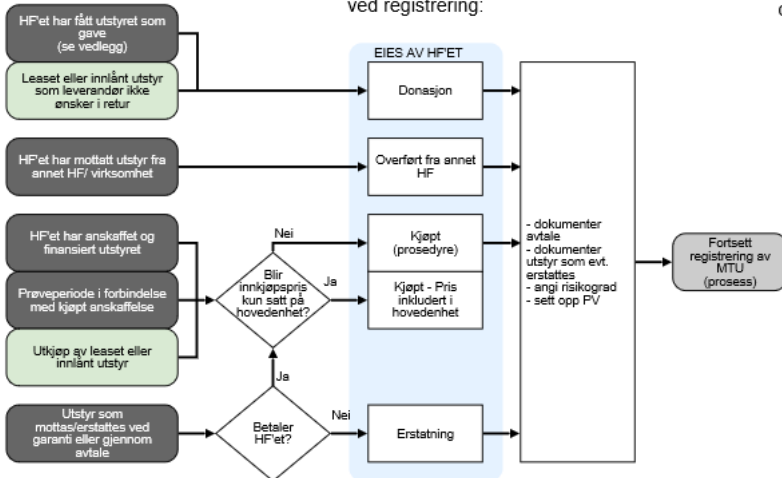 ved registrering:
HF'et har fått utstyret som
gave
(se vedlegg)
Leaset eller innlånt utstyr
som leverandør ikke
ønsker i retur
EIES AV HF'ET
Donasjon
HF'et har mottatt utstyr fra
annet HF/ virksomhet
Overført fra annet
HF
HF'et har anskaffet og
finansiert utstyret
Prøveperiode i forbindelse
med kjøpt anskaffelse
Utkjøp av leaset eller
innlånt utstyr
Nei
Blir
innkjøpspris
kun satt på
hovedenhet?
Ja
Kjøpt
(prosedyre)
Kjøpt - Pris
inkludert i
hovedenhet
- dokumenter
avtale
- dokumenter
utstyr som evt.
erstattes
- angi risikograd
- sett opp PV
Fortsett
registrering av
MTU
(prosess)
Ja
Utstyr som
mottas/erstattes ved
garanti eller gjennom
avtale
Betaler
HF'et?
Nei
Erstatning